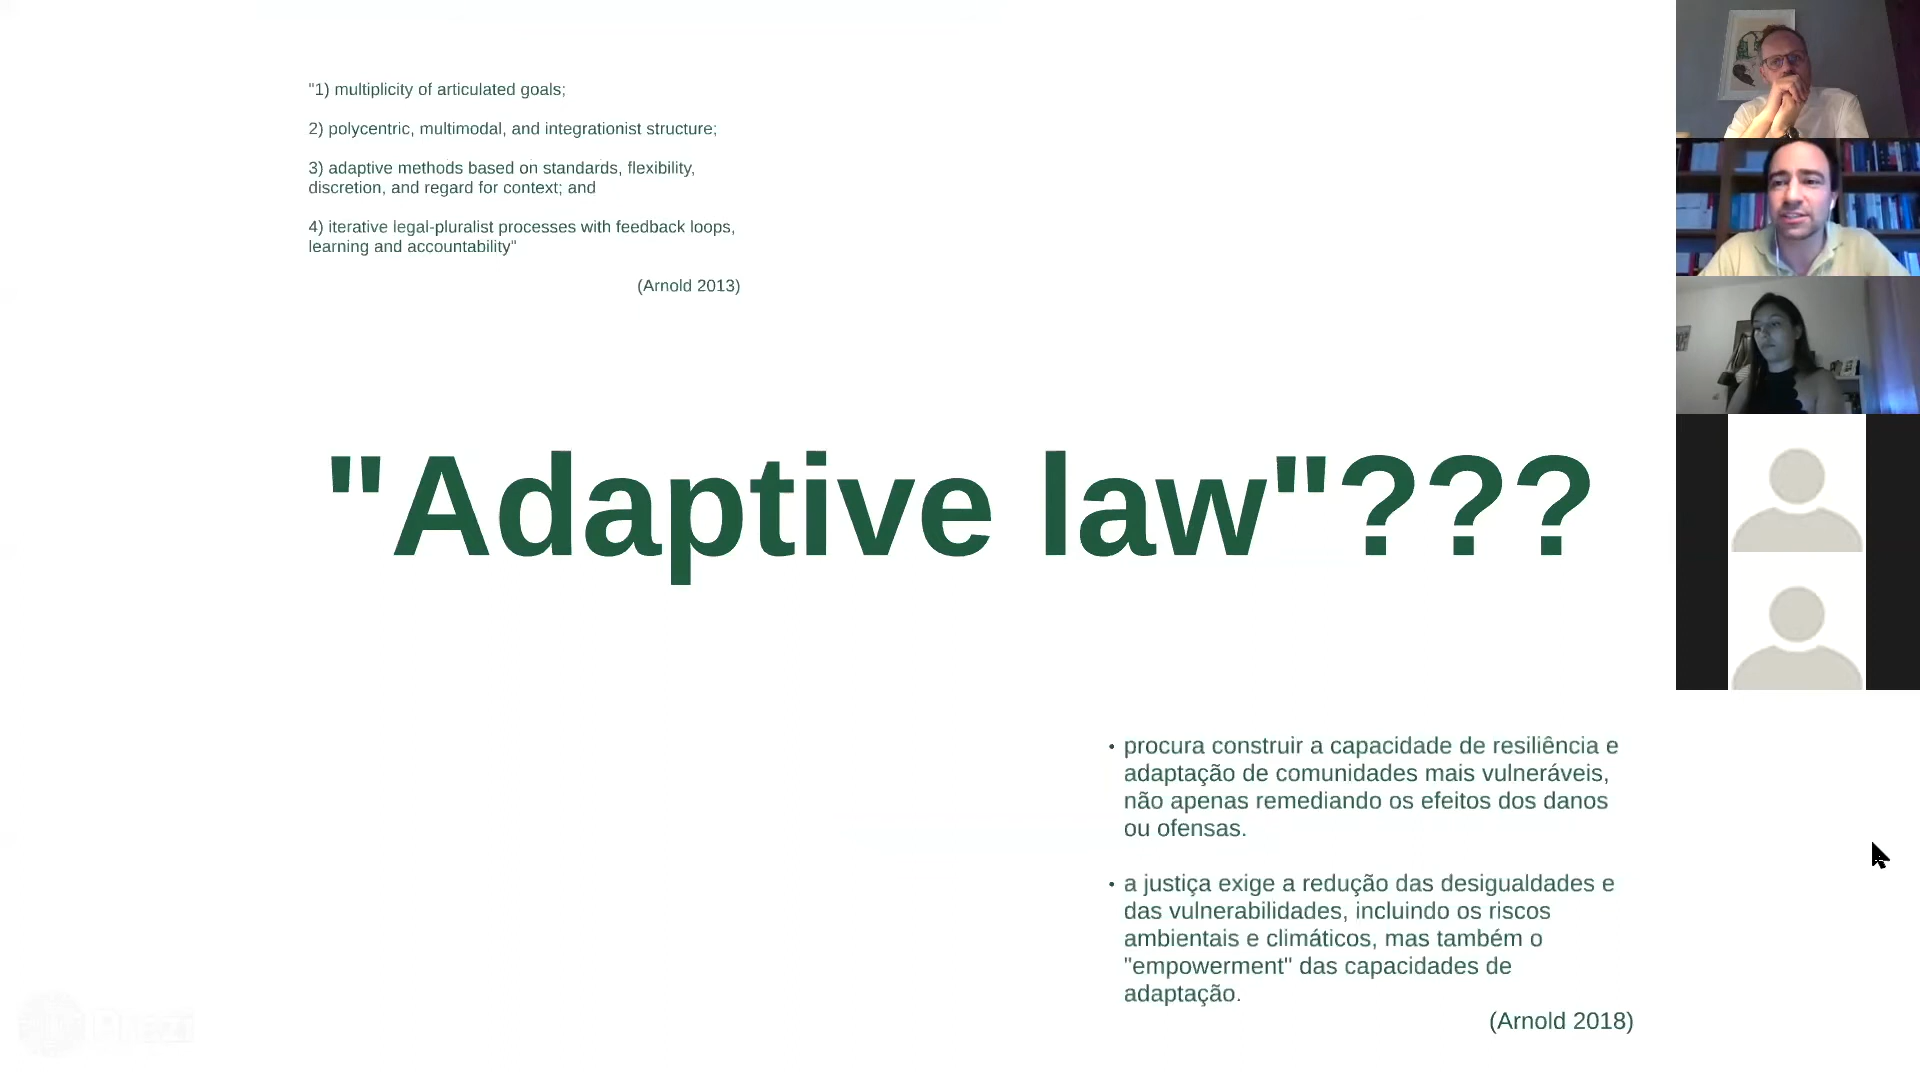 "1) multiplicity of articulated goals;
2) polycentric, multimodal, and integrationist structure;
3) adaptive methods based on standards, flexibility,
discretion, and regard for context; and
4) iterative legal-pluralist processes with feedback loops,
learning and accountability"
(Arnold 2013)
"Adaptive law"???
• procura construir a capacidade de resiliência e
adaptação de comunidades mais vulneráveis,
não apenas remediando os efeitos dos danos
ou ofensas.
• a justiça exige a redução das desigualdades e
das vulnerabilidades, incluindo os riscos
ambientais e climáticos, mas também o
"empowerment" das capacidades de
adaptação.
(Arnold 2018)
Prezi